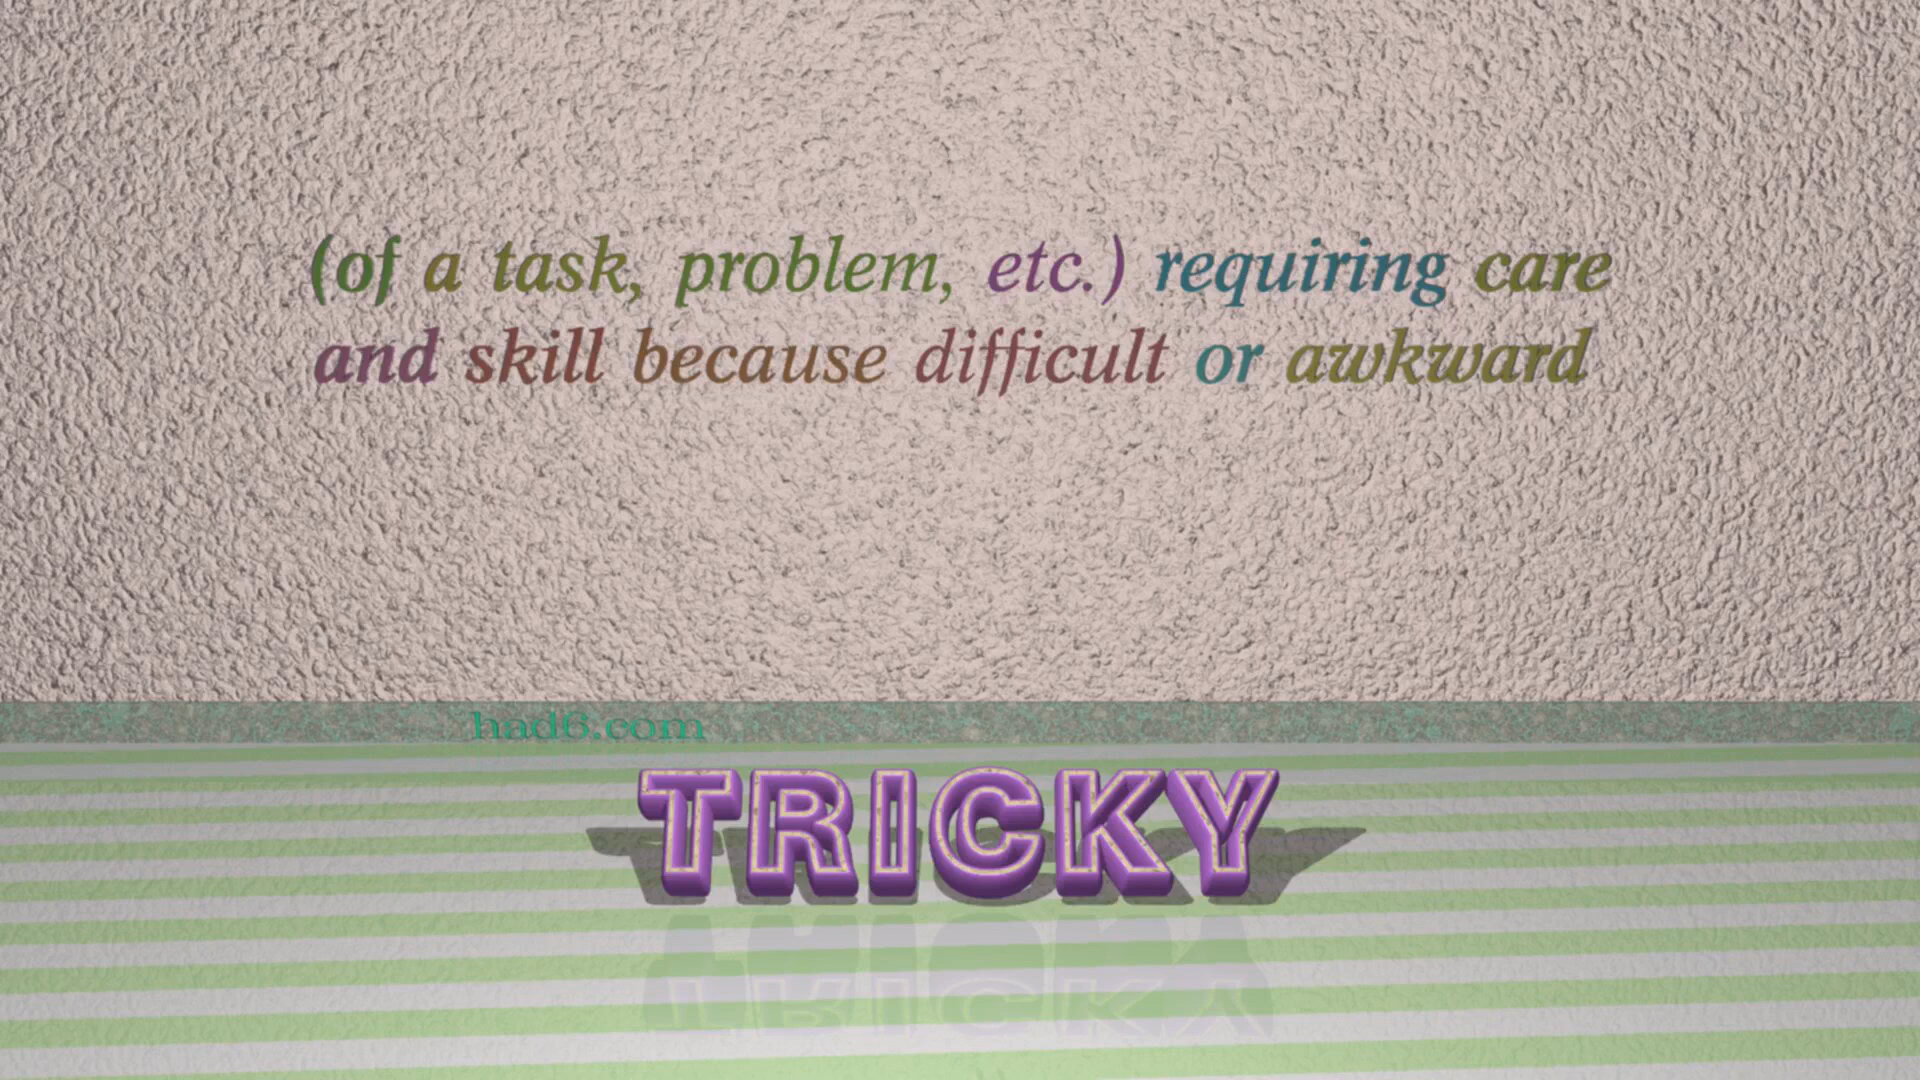 (of a task, problem, etc.) requiring care
and skill because difficult or awkward
had6.com
TRICKY